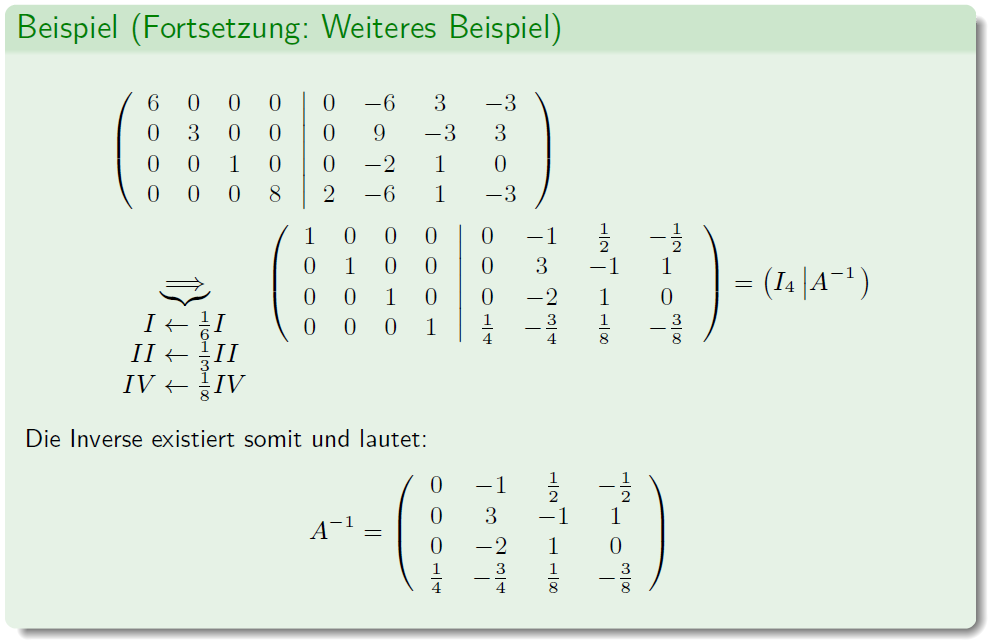 Beispiel (Fortsetzung: Weiteres Beispiel)
( 6 0 0 0 | 0 −6 3 −3 )
( 0 3 0 0 | 0 9 −3 3 )
( 0 0 1 0 | 0 −2 1 0 )
( 0 0 0 8 | 2 −6 1 −3 )
( 1 0 0 0 | 0 −1 1/2 −1/2 )
( 0 1 0 0 | 0 3 −1 1 )
⟹ ( 0 0 1 0 | 0 −2 1 0 ) = (I₄ | A⁻¹)
( 0 0 0 1 | 1/4 −3/4 1/8 −3/8 )
I ← 1/6 I
II ← 1/3 II
IV ← 1/8 IV
Die Inverse existiert somit und lautet:
( 0 −1 1/2 −1/2 )
( 0 3 −1 1 )
A⁻¹ = ( 0 −2 1 0 )
( 1/4 −3/4 1/8 −3/8 )